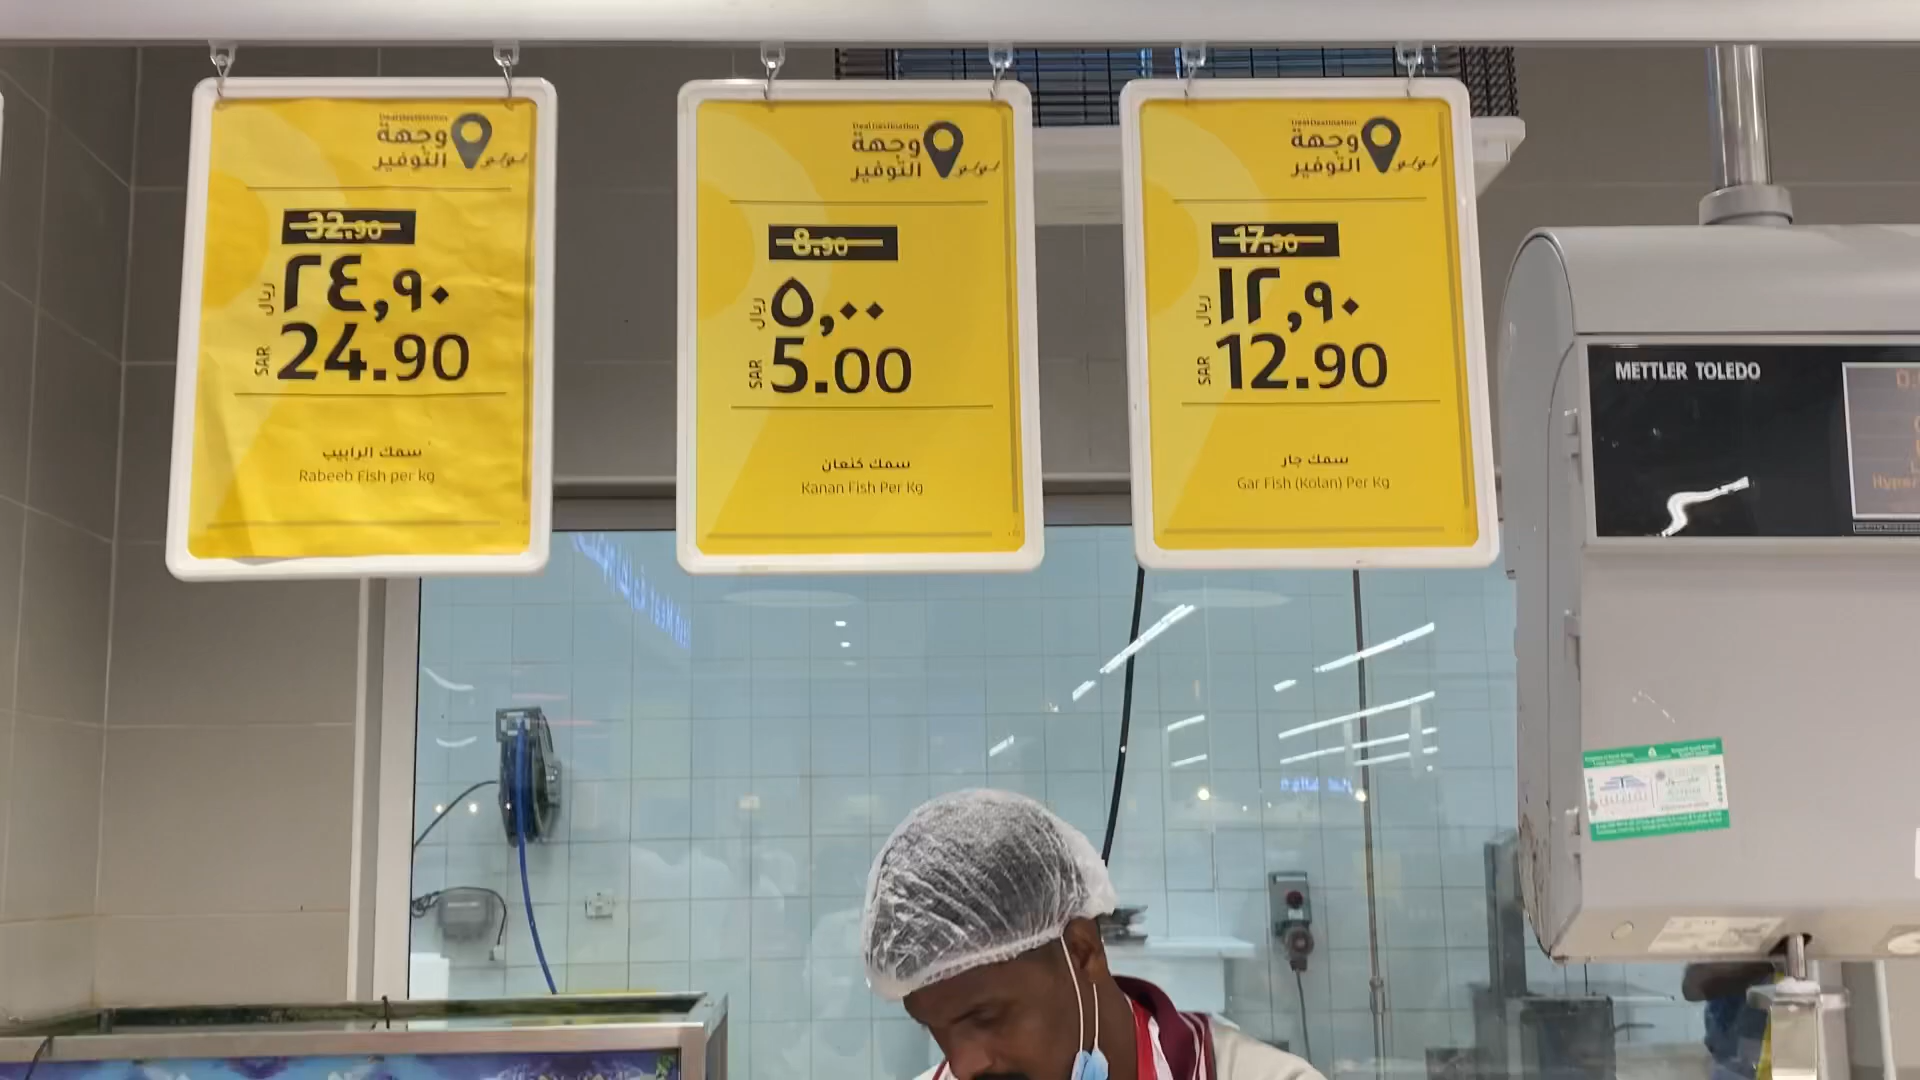 Deal Destination
وجهة
التوفير
لولو
32.90
ريال ٢٤,٩٠
SAR 24.90
سمك الرابيب
Rabeeb Fish per kg
Deal Destination
وجهة
التوفير
لولو
8.90
ريال ٥,٠٠
SAR 5.00
سمك كنعان
Kanan Fish Per Kg
Deal Destination
وجهة
التوفير
لولو
17.90
ريال ١٢,٩٠
SAR 12.90
سمك جار
Gar Fish (Kolan) Per Kg
METTLER TOLEDO
Hyper